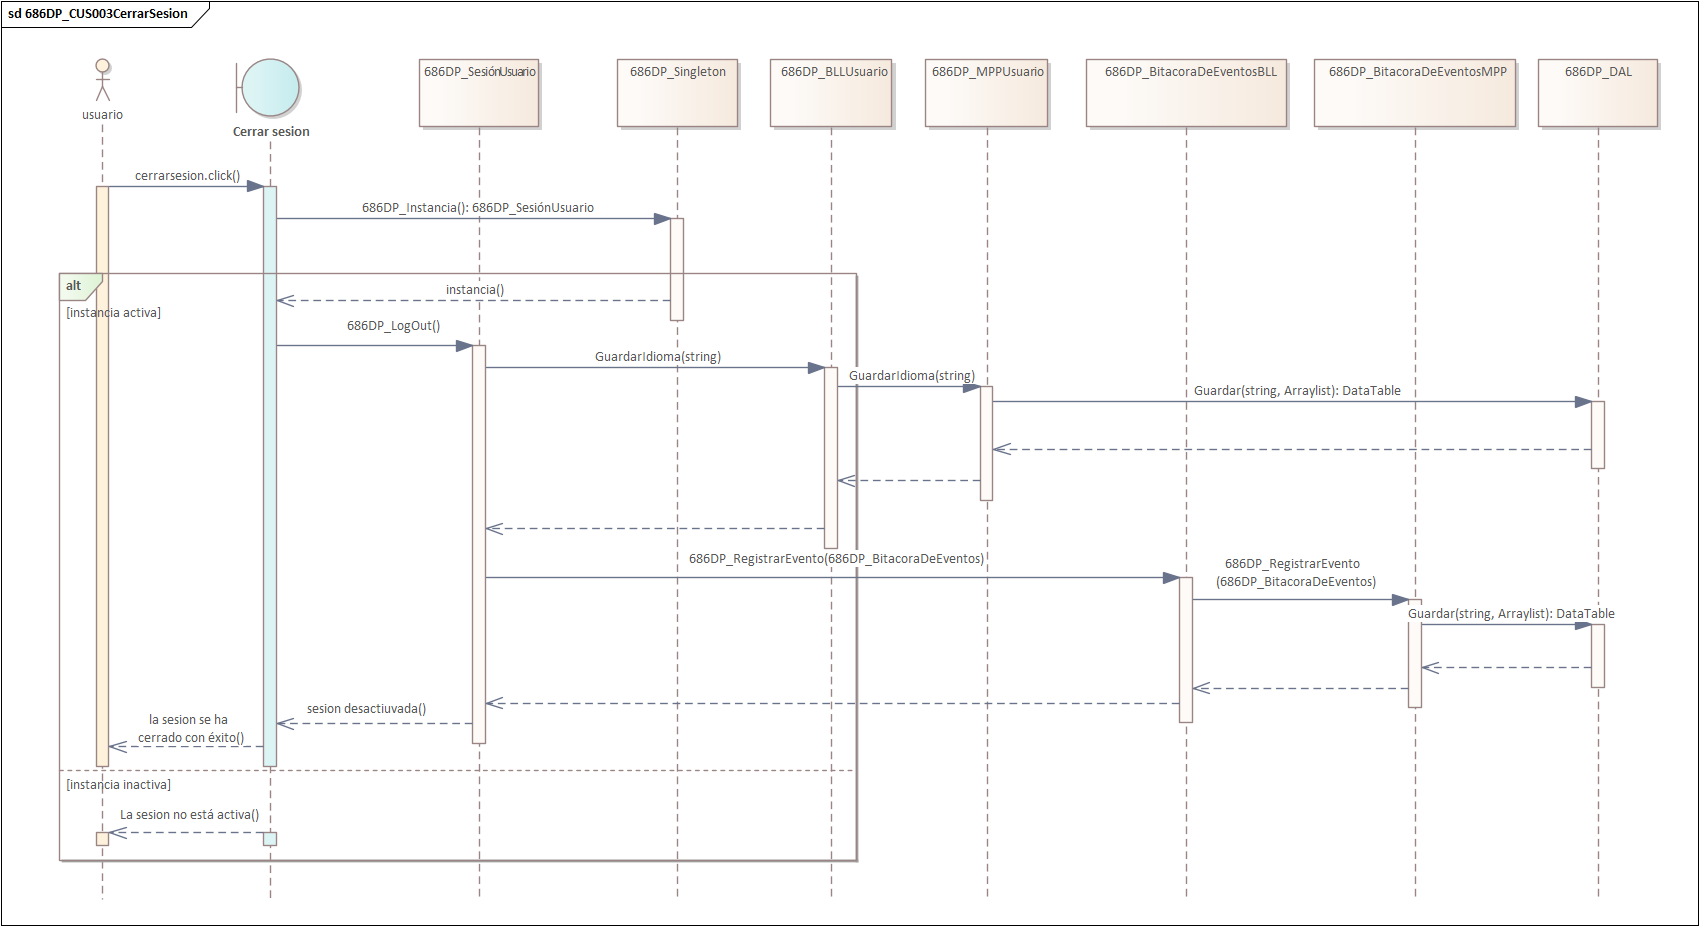 sd 686DP_CUS003CerrarSesion
usuario
Cerrar sesion
686DP_SesiónUsuario
686DP_Singleton
686DP_BLLUsuario
686DP_MPPUsuario
686DP_BitacoraDeEventosBLL
686DP_BitacoraDeEventosMPP
686DP_DAL
cerrarsesion.click()
686DP_Instancia(): 686DP_SesiónUsuario
alt
instancia()
[instancia activa]
686DP_LogOut()
GuardarIdioma(string)
GuardarIdioma(string)
Guardar(string, Arraylist): DataTable
686DP_RegistrarEvento(686DP_BitacoraDeEventos)
686DP_RegistrarEvento
(686DP_BitacoraDeEventos)
Guardar(string, Arraylist): DataTable
sesion desactiuvada()
la sesion se ha
cerrado con éxito()
[instancia inactiva]
La sesion no está activa()